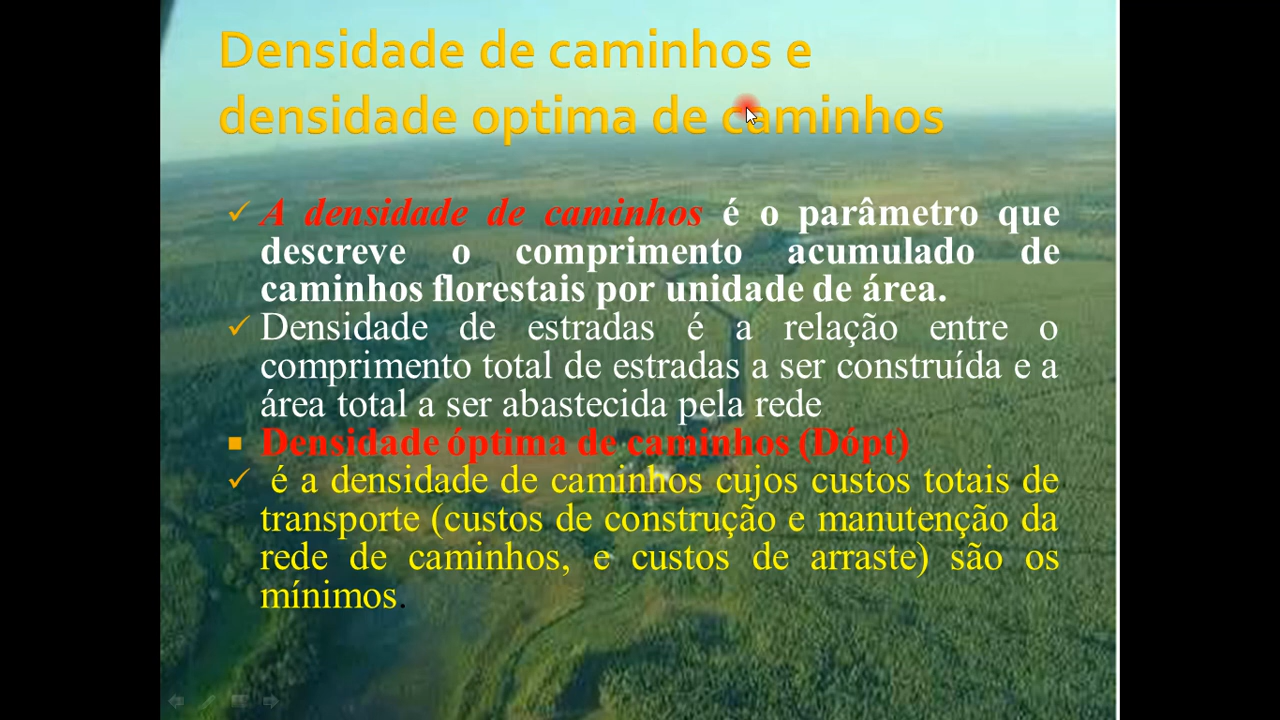 Densidade de caminhos e
densidade optima de caminhos
A densidade de caminhos é o parâmetro que
descreve o comprimento acumulado de
caminhos florestais por unidade de área.
Densidade de estradas é a relação entre o
comprimento total de estradas a ser construída e a
área total a ser abastecida pela rede
Densidade óptima de caminhos (Dópt)
é a densidade de caminhos cujos custos totais de
transporte (custos de construção e manutenção da
rede de caminhos, e custos de arraste) são os
mínimos.